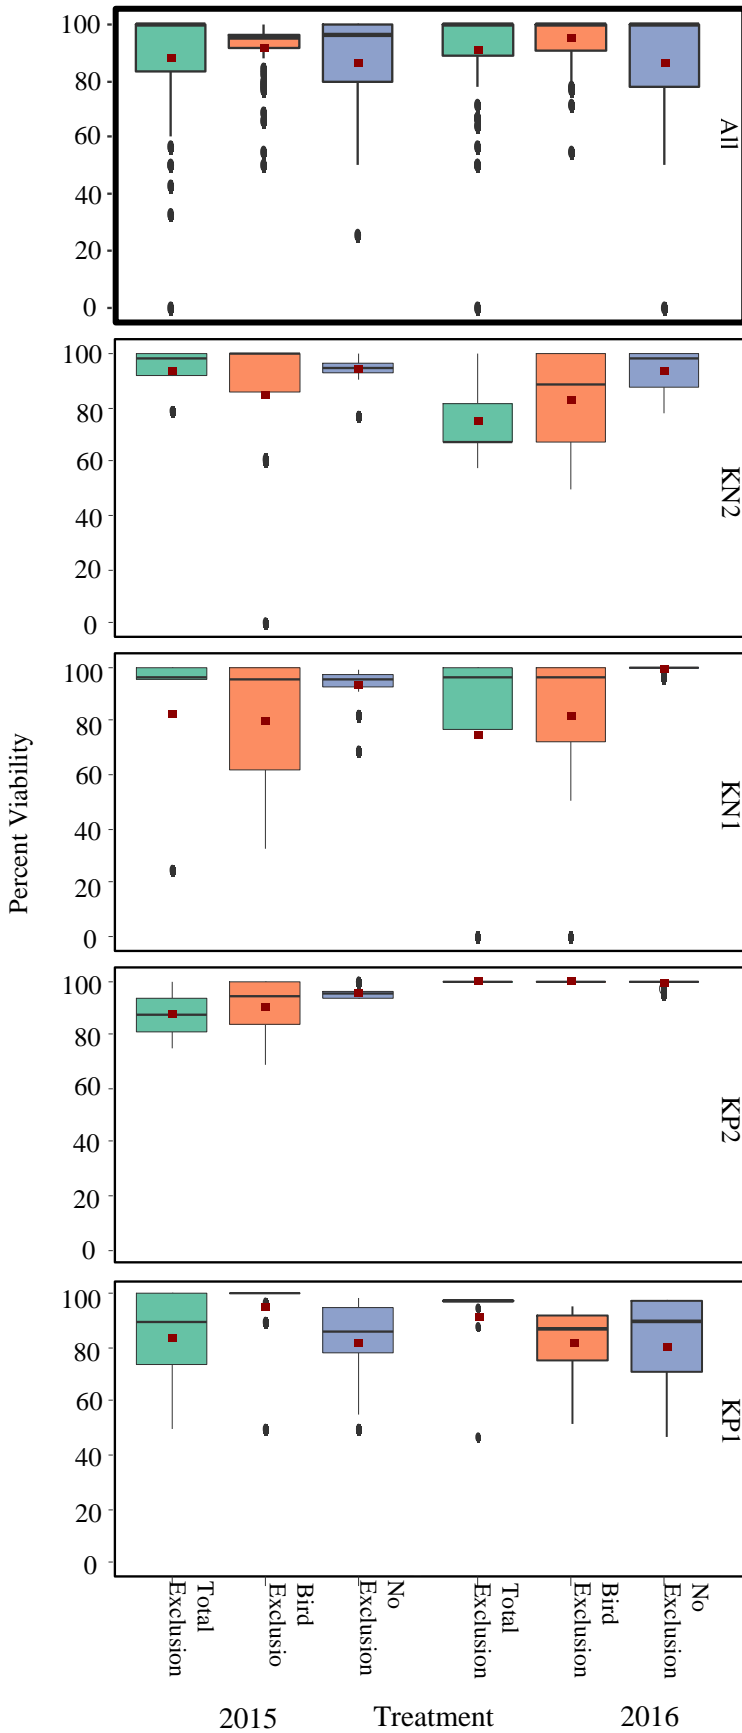 100
80
60
40
20
0
All
100
80
60
40
20
0
KN2
100
80
60
40
20
0
KN1
Percent Viability
100
80
60
40
20
0
KP2
100
80
60
40
20
0
KP1
Total
Exclusion
Bird
Exclusio
No
Exclusion
Total
Exclusion
Bird
Exclusion
No
Exclusion
2015
Treatment
2016